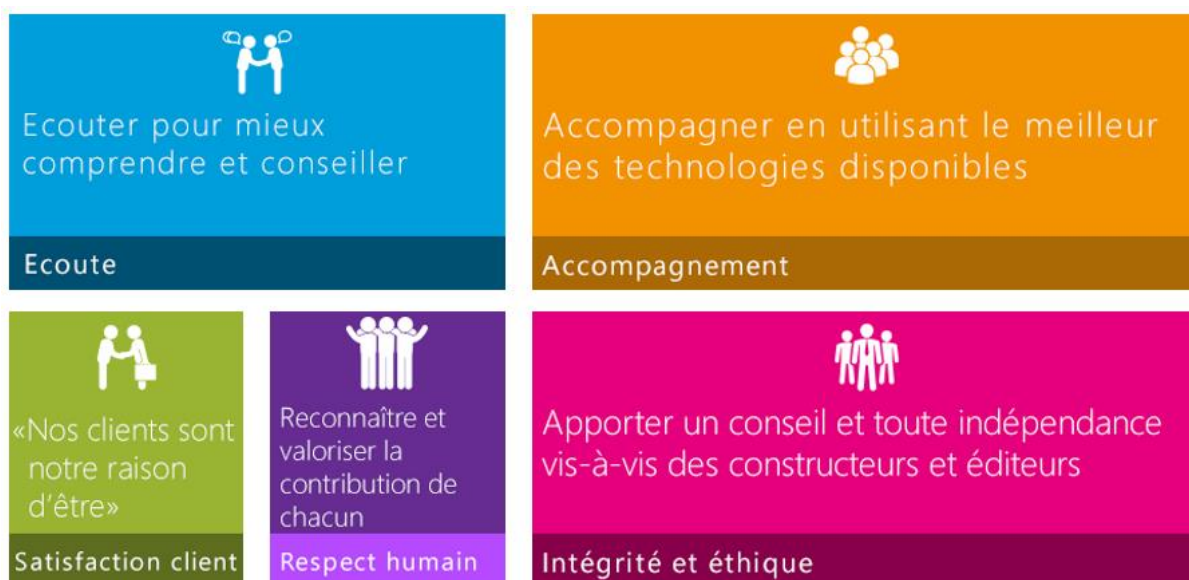 Ecouter pour mieux
comprendre et conseiller
Ecoute
Accompagner en utilisant le meilleur
des technologies disponibles
Accompagnement
«Nos clients sont
notre raison
d'être»
Satisfaction client
Reconnaître et
valoriser la
contribution de
chacun
Respect humain
Apporter un conseil et toute indépendance
vis-à-vis des constructeurs et éditeurs
Intégrité et éthique